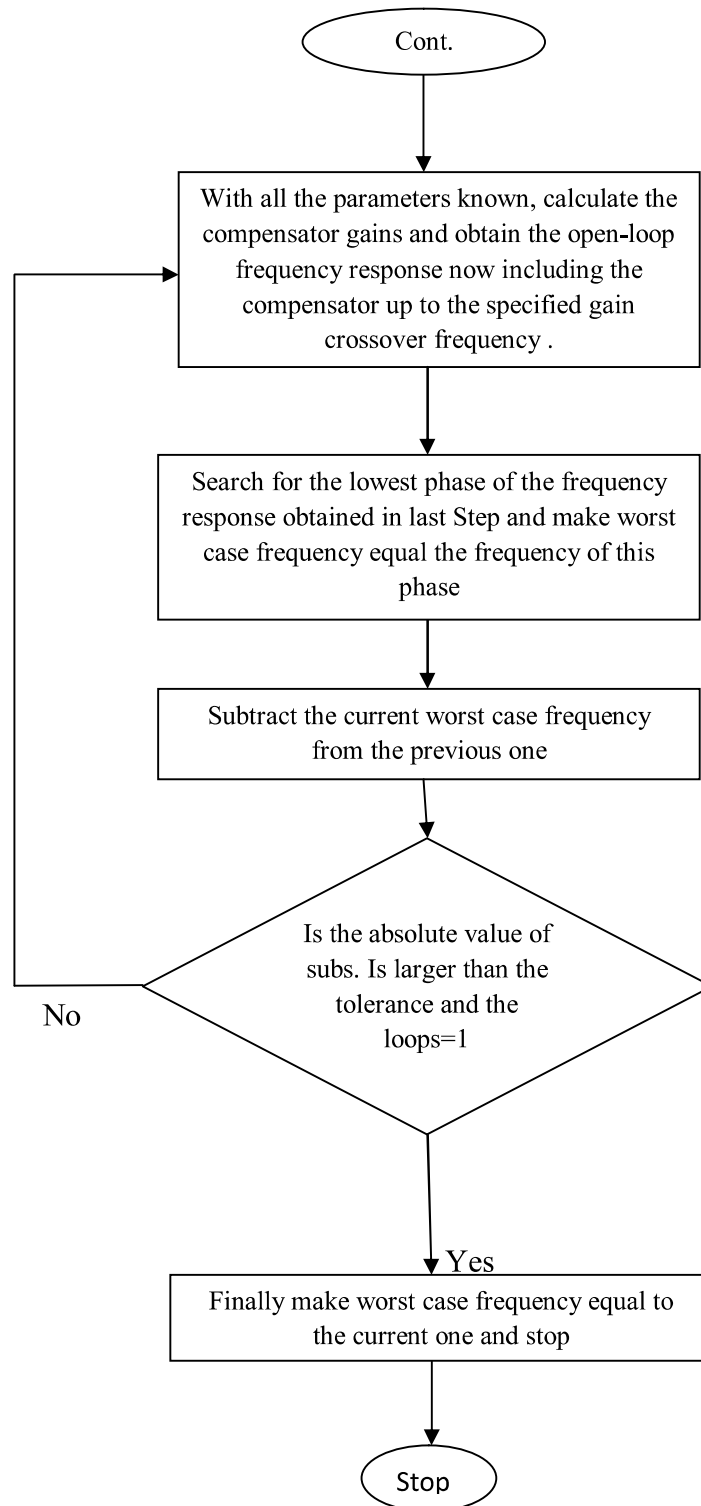 Cont.
With all the parameters known, calculate the
compensator gains and obtain the open-loop
frequency response now including the
compensator up to the specified gain
crossover frequency .
Search for the lowest phase of the frequency
response obtained in last Step and make worst
case frequency equal the frequency of this
phase
Subtract the current worst case frequency
from the previous one
Is the absolute value of
subs. Is larger than the
tolerance and the
loops=1
No
Yes
Finally make worst case frequency equal to
the current one and stop
Stop